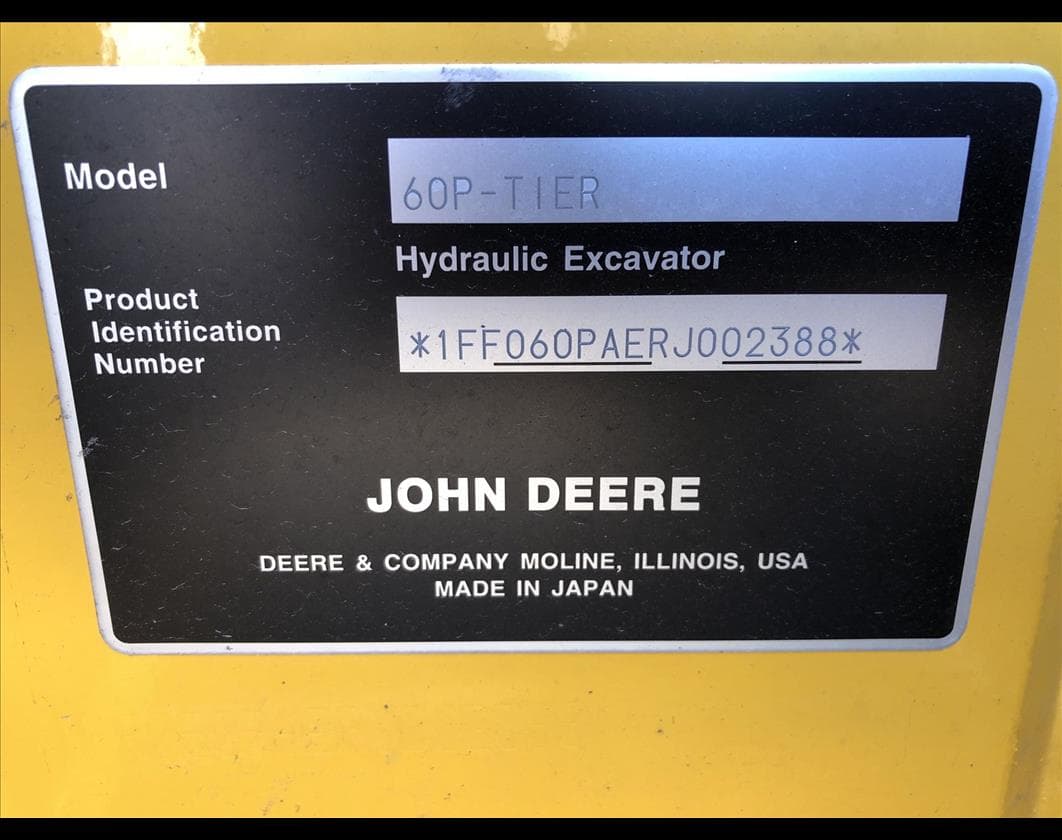 Model
60P-TIER
Hydraulic Excavator
Product
Identification
Number
*1FF060PAERJ002388*
JOHN DEERE
DEERE & COMPANY MOLINE, ILLINOIS, USA
MADE IN JAPAN